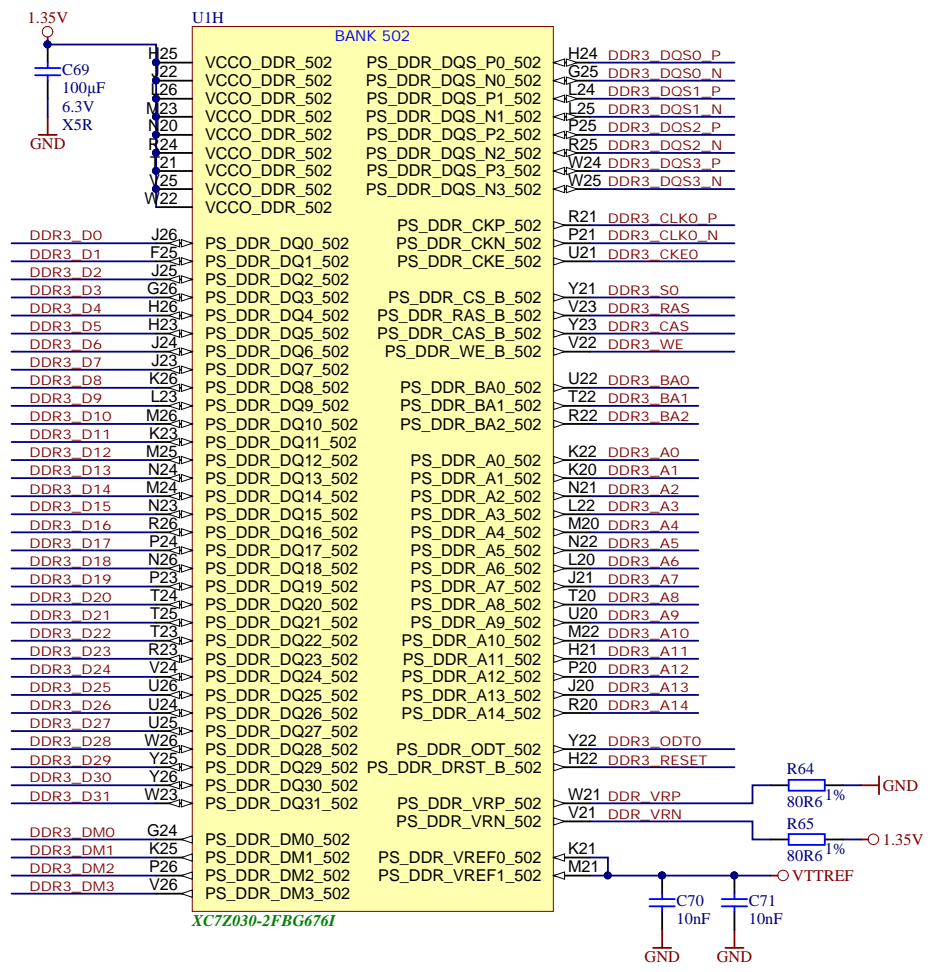 1.35V
U1H
BANK 502
C69
100µF
6.3V
X5R
GND
H25 VCCO_DDR_502
J22 VCCO_DDR_502
L26 VCCO_DDR_502
M23 VCCO_DDR_502
N20 VCCO_DDR_502
R24 VCCO_DDR_502
T21 VCCO_DDR_502
V25 VCCO_DDR_502
W22 VCCO_DDR_502
DDR3_D0 J26 PS_DDR_DQ0_502
DDR3_D1 F25 PS_DDR_DQ1_502
DDR3_D2 J25 PS_DDR_DQ2_502
DDR3_D3 G26 PS_DDR_DQ3_502
DDR3_D4 H26 PS_DDR_DQ4_502
DDR3_D5 H23 PS_DDR_DQ5_502
DDR3_D6 J24 PS_DDR_DQ6_502
DDR3_D7 J23 PS_DDR_DQ7_502
DDR3_D8 K26 PS_DDR_DQ8_502
DDR3_D9 L23 PS_DDR_DQ9_502
DDR3_D10 M26 PS_DDR_DQ10_502
DDR3_D11 K23 PS_DDR_DQ11_502
DDR3_D12 M25 PS_DDR_DQ12_502
DDR3_D13 N24 PS_DDR_DQ13_502
DDR3_D14 M24 PS_DDR_DQ14_502
DDR3_D15 N23 PS_DDR_DQ15_502
DDR3_D16 R26 PS_DDR_DQ16_502
DDR3_D17 P24 PS_DDR_DQ17_502
DDR3_D18 N26 PS_DDR_DQ18_502
DDR3_D19 P23 PS_DDR_DQ19_502
DDR3_D20 T24 PS_DDR_DQ20_502
DDR3_D21 T25 PS_DDR_DQ21_502
DDR3_D22 T23 PS_DDR_DQ22_502
DDR3_D23 R23 PS_DDR_DQ23_502
DDR3_D24 V24 PS_DDR_DQ24_502
DDR3_D25 U26 PS_DDR_DQ25_502
DDR3_D26 U24 PS_DDR_DQ26_502
DDR3_D27 U25 PS_DDR_DQ27_502
DDR3_D28 W26 PS_DDR_DQ28_502
DDR3_D29 Y25 PS_DDR_DQ29_502
DDR3_D30 Y26 PS_DDR_DQ30_502
DDR3_D31 W23 PS_DDR_DQ31_502
DDR3_DM0 G24 PS_DDR_DM0_502
DDR3_DM1 K25 PS_DDR_DM1_502
DDR3_DM2 P26 PS_DDR_DM2_502
DDR3_DM3 V26 PS_DDR_DM3_502
PS_DDR_DQS_P0_502 H24 DDR3_DQS0_P
PS_DDR_DQS_N0_502 G25 DDR3_DQS0_N
PS_DDR_DQS_P1_502 L24 DDR3_DQS1_P
PS_DDR_DQS_N1_502 L25 DDR3_DQS1_N
PS_DDR_DQS_P2_502 P25 DDR3_DQS2_P
PS_DDR_DQS_N2_502 R25 DDR3_DQS2_N
PS_DDR_DQS_P3_502 W24 DDR3_DQS3_P
PS_DDR_DQS_N3_502 W25 DDR3_DQS3_N
PS_DDR_CKP_502 R21 DDR3_CLK0_P
PS_DDR_CKN_502 P21 DDR3_CLK0_N
PS_DDR_CKE_502 U21 DDR3_CKE0
PS_DDR_CS_B_502 Y21 DDR3_S0
PS_DDR_RAS_B_502 V23 DDR3_RAS
PS_DDR_CAS_B_502 Y23 DDR3_CAS
PS_DDR_WE_B_502 V22 DDR3_WE
PS_DDR_BA0_502 U22 DDR3_BA0
PS_DDR_BA1_502 T22 DDR3_BA1
PS_DDR_BA2_502 R22 DDR3_BA2
PS_DDR_A0_502 K22 DDR3_A0
PS_DDR_A1_502 K20 DDR3_A1
PS_DDR_A2_502 N21 DDR3_A2
PS_DDR_A3_502 L22 DDR3_A3
PS_DDR_A4_502 M20 DDR3_A4
PS_DDR_A5_502 N22 DDR3_A5
PS_DDR_A6_502 L20 DDR3_A6
PS_DDR_A7_502 J21 DDR3_A7
PS_DDR_A8_502 T20 DDR3_A8
PS_DDR_A9_502 U20 DDR3_A9
PS_DDR_A10_502 M22 DDR3_A10
PS_DDR_A11_502 H21 DDR3_A11
PS_DDR_A12_502 P20 DDR3_A12
PS_DDR_A13_502 J20 DDR3_A13
PS_DDR_A14_502 R20 DDR3_A14
PS_DDR_ODT_502 Y22 DDR3_ODT0
PS_DDR_DRST_B_502 H22 DDR3_RESET
PS_DDR_VRP_502 W21 DDR_VRP
PS_DDR_VRN_502 V21 DDR_VRN
PS_DDR_VREF0_502 K21
PS_DDR_VREF1_502 M21
R64
80R6 1%
GND
R65
80R6 1%
1.35V
VTTREF
C70
10nF
C71
10nF
GND
GND
XC7Z030-2FBG676I